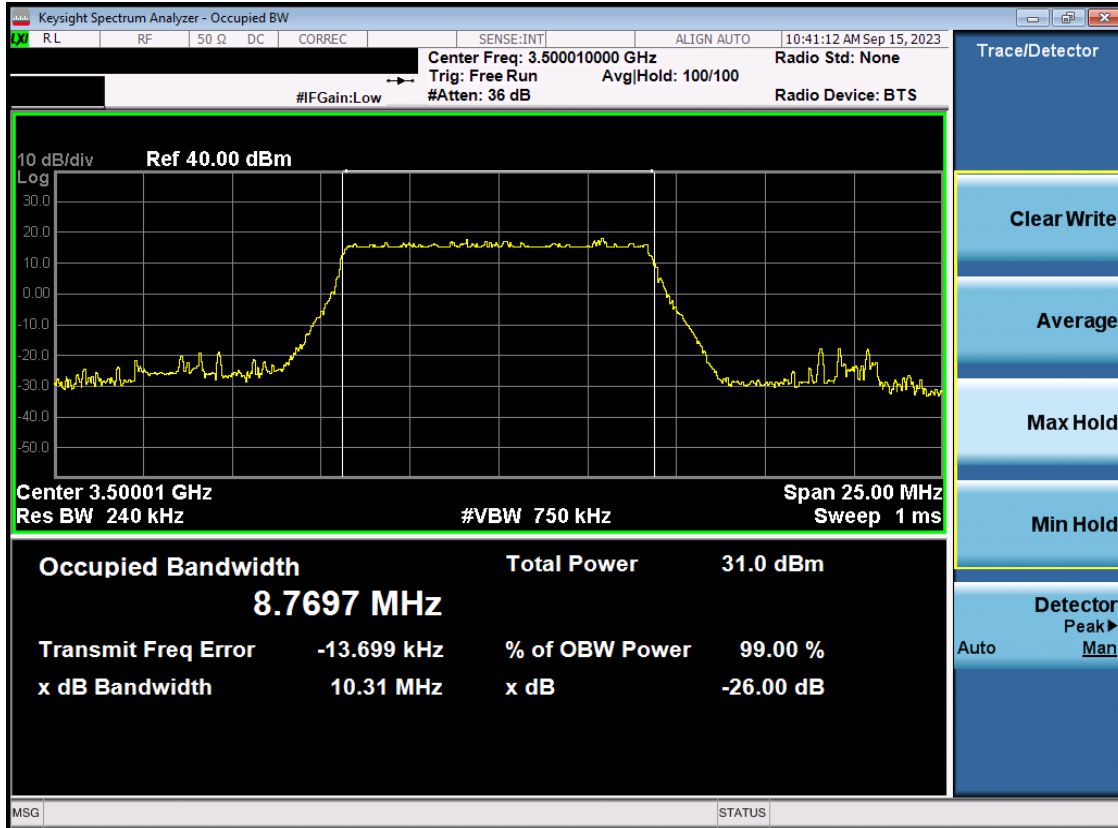 Keysight Spectrum Analyzer - Occupied BW
LXI RL RF 50 Ω DC CORREC SENSE:INT ALIGN AUTO 10:41:12 AM Sep 15, 2023
Center Freq: 3.500010000 GHz Radio Std: None
Trig: Free Run Avg|Hold: 100/100
#IFGain:Low #Atten: 36 dB Radio Device: BTS
10 dB/div Ref 40.00 dBm
Log
30.0
20.0
10.0
0.00
-10.0
-20.0
-30.0
-40.0
-50.0
Center 3.50001 GHz Span 25.00 MHz
Res BW 240 kHz #VBW 750 kHz Sweep 1 ms
Occupied Bandwidth Total Power 31.0 dBm
8.7697 MHz
Transmit Freq Error -13.699 kHz % of OBW Power 99.00 %
x dB Bandwidth 10.31 MHz x dB -26.00 dB
MSG STATUS
Trace/Detector
Clear Write
Average
Max Hold
Min Hold
Detector
Peak▶
Auto Man